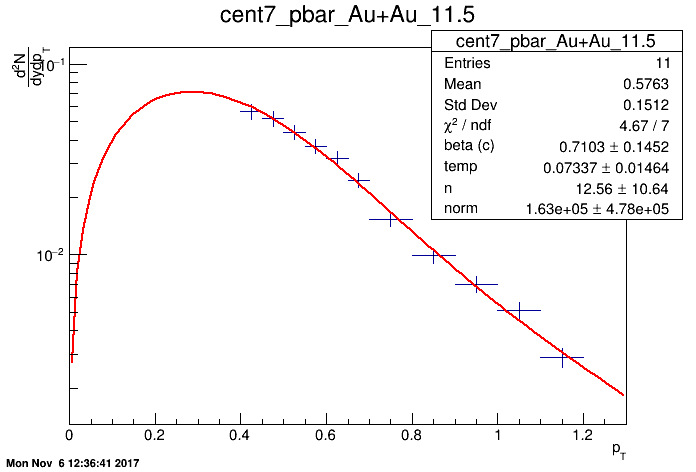 cent7_pbar_Au+Au_11.5
cent7_pbar_Au+Au_11.5
Entries 11
Mean 0.5763
Std Dev 0.1512
χ² / ndf 4.67 / 7
beta (c) 0.7103 ± 0.1452
temp 0.07337 ± 0.01464
n 12.56 ± 10.64
norm 1.63e+05 ± 4.78e+05
d²N
dydp_T
10⁻¹
10⁻²
0 0.2 0.4 0.6 0.8 1 1.2
p_T
Mon Nov 6 12:36:41 2017